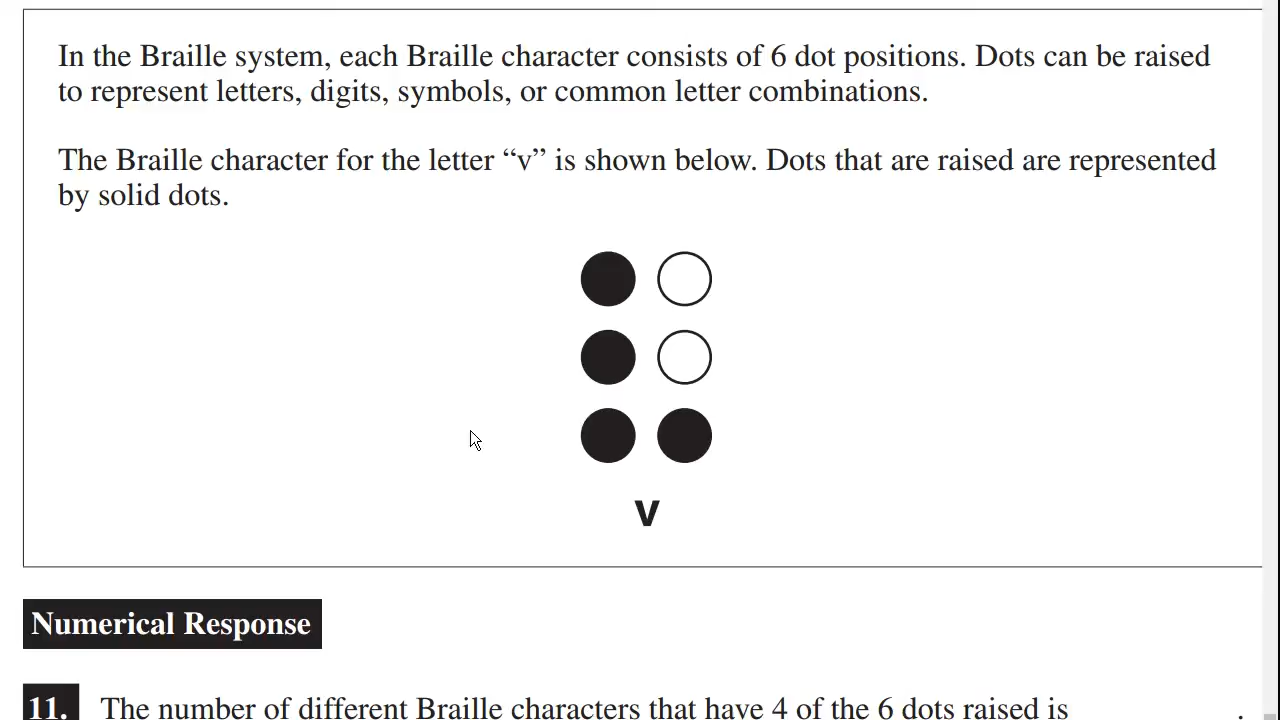 In the Braille system, each Braille character consists of 6 dot positions. Dots can be raised
to represent letters, digits, symbols, or common letter combinations.
The Braille character for the letter “v” is shown below. Dots that are raised are represented
by solid dots.
v
Numerical Response
11. The number of different Braille characters that have 4 of the 6 dots raised is .